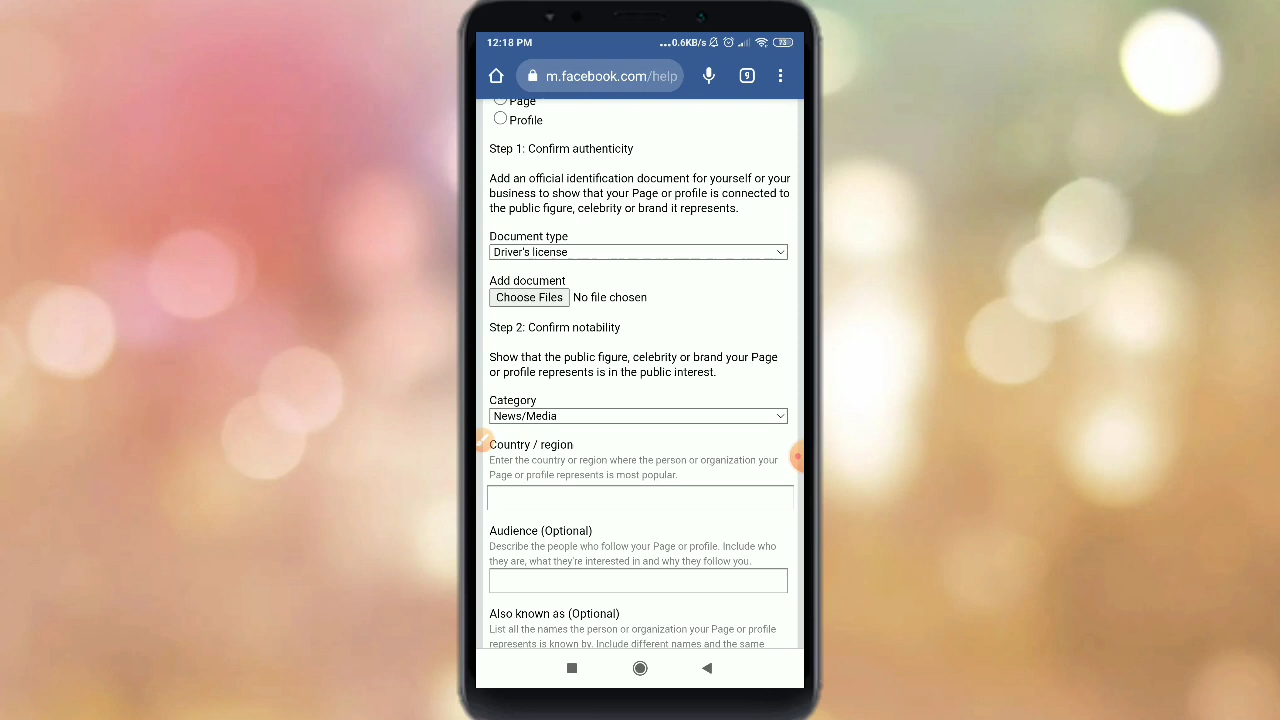 12:18 PM
...0.6KB/s
73
m.facebook.com/help
9
Page
Profile
Step 1: Confirm authenticity
Add an official identification document for yourself or your
business to show that your Page or profile is connected to
the public figure, celebrity or brand it represents.
Document type
Driver's license
Add document
Choose Files No file chosen
Step 2: Confirm notability
Show that the public figure, celebrity or brand your Page
or profile represents is in the public interest.
Category
News/Media
Country / region
Enter the country or region where the person or organization your
Page or profile represents is most popular.
Audience (Optional)
Describe the people who follow your Page or profile. Include who
they are, what they're interested in and why they follow you.
Also known as (Optional)
List all the names the person or organization your Page or profile
represents is known by. Include different names and the same